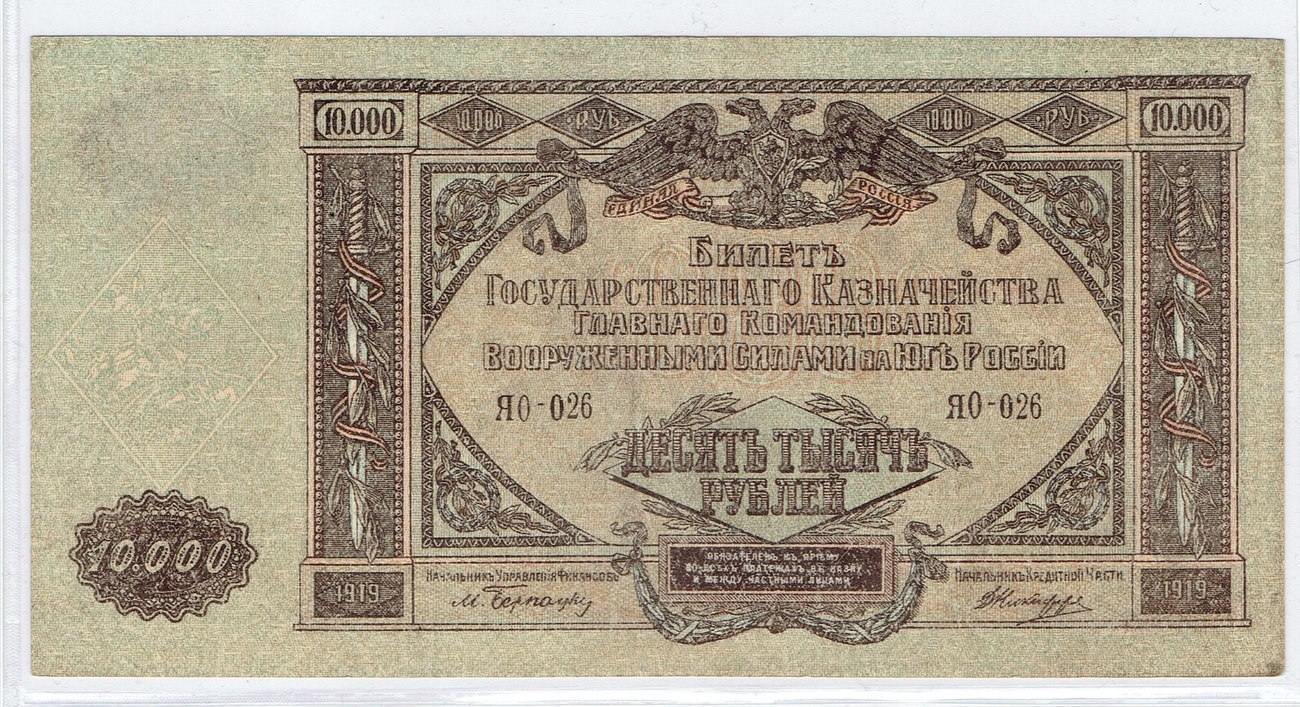 10.000 10.000 РУБ. 10.000 РУБ. 10.000
ЕДИНАЯ РОССІЯ
БИЛЕТЪ
ГОСУДАРСТВЕННАГО КАЗНАЧЕЙСТВА
ГЛАВНАГО КОМАНДОВАНІЯ
ВООРУЖЕННЫМИ СИЛАМИ НА ЮГѢ РОССІИ
ЯО-026 ЯО-026
ДЕСЯТЬ ТЫСЯЧЪ
РУБЛЕЙ
10.000
ОБЯЗАТЕЛЕНЪ КЪ ПРІЕМУ
ВО ВСѢХЪ ПЛАТЕЖАХЪ ВЪ КАЗНУ
И МЕЖДУ ЧАСТНЫМИ ЛИЦАМИ
НАЧАЛЬНИКЪ УПРАВЛЕНІЯ ФИНАНСОВЪ НАЧАЛЬНИКЪ КРЕДИТНОЙ ЧАСТИ
1919 1919